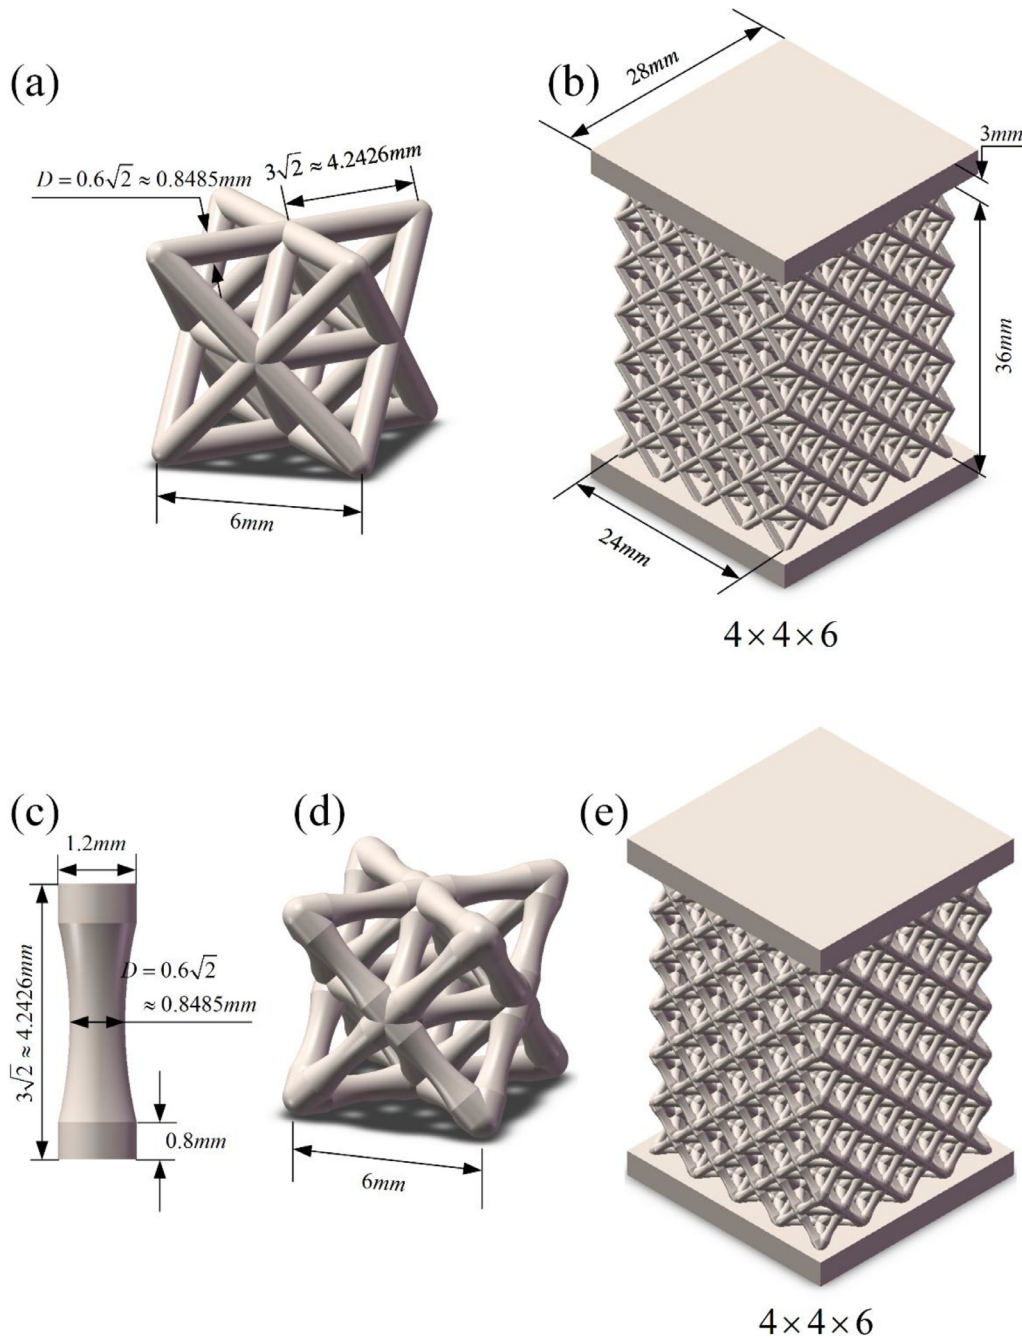 (a)
D = 0.6√2 ≈ 0.8485mm
3√2 ≈ 4.2426mm
6mm
(b)
28mm
3mm
36mm
24mm
4×4×6
(c)
1.2mm
3√2 ≈ 4.2426mm
D = 0.6√2
≈ 0.8485mm
0.8mm
(d)
6mm
(e)
4×4×6